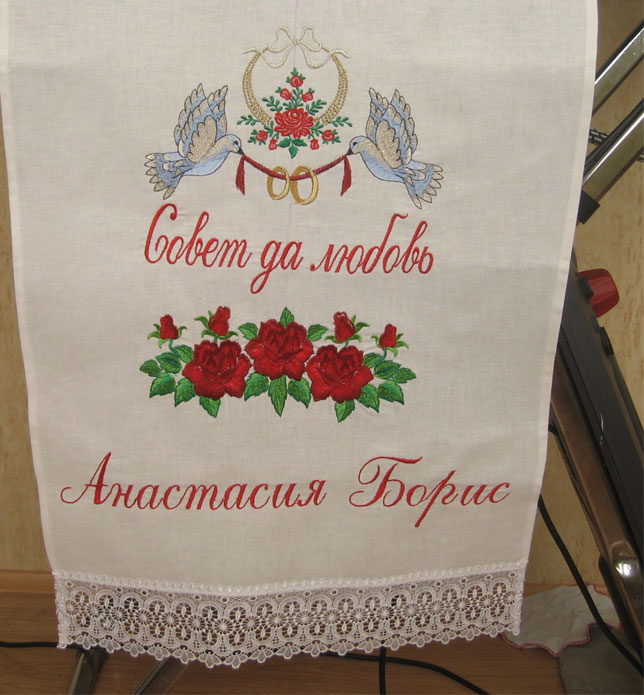 Совет да любовь
Анастасия Борис